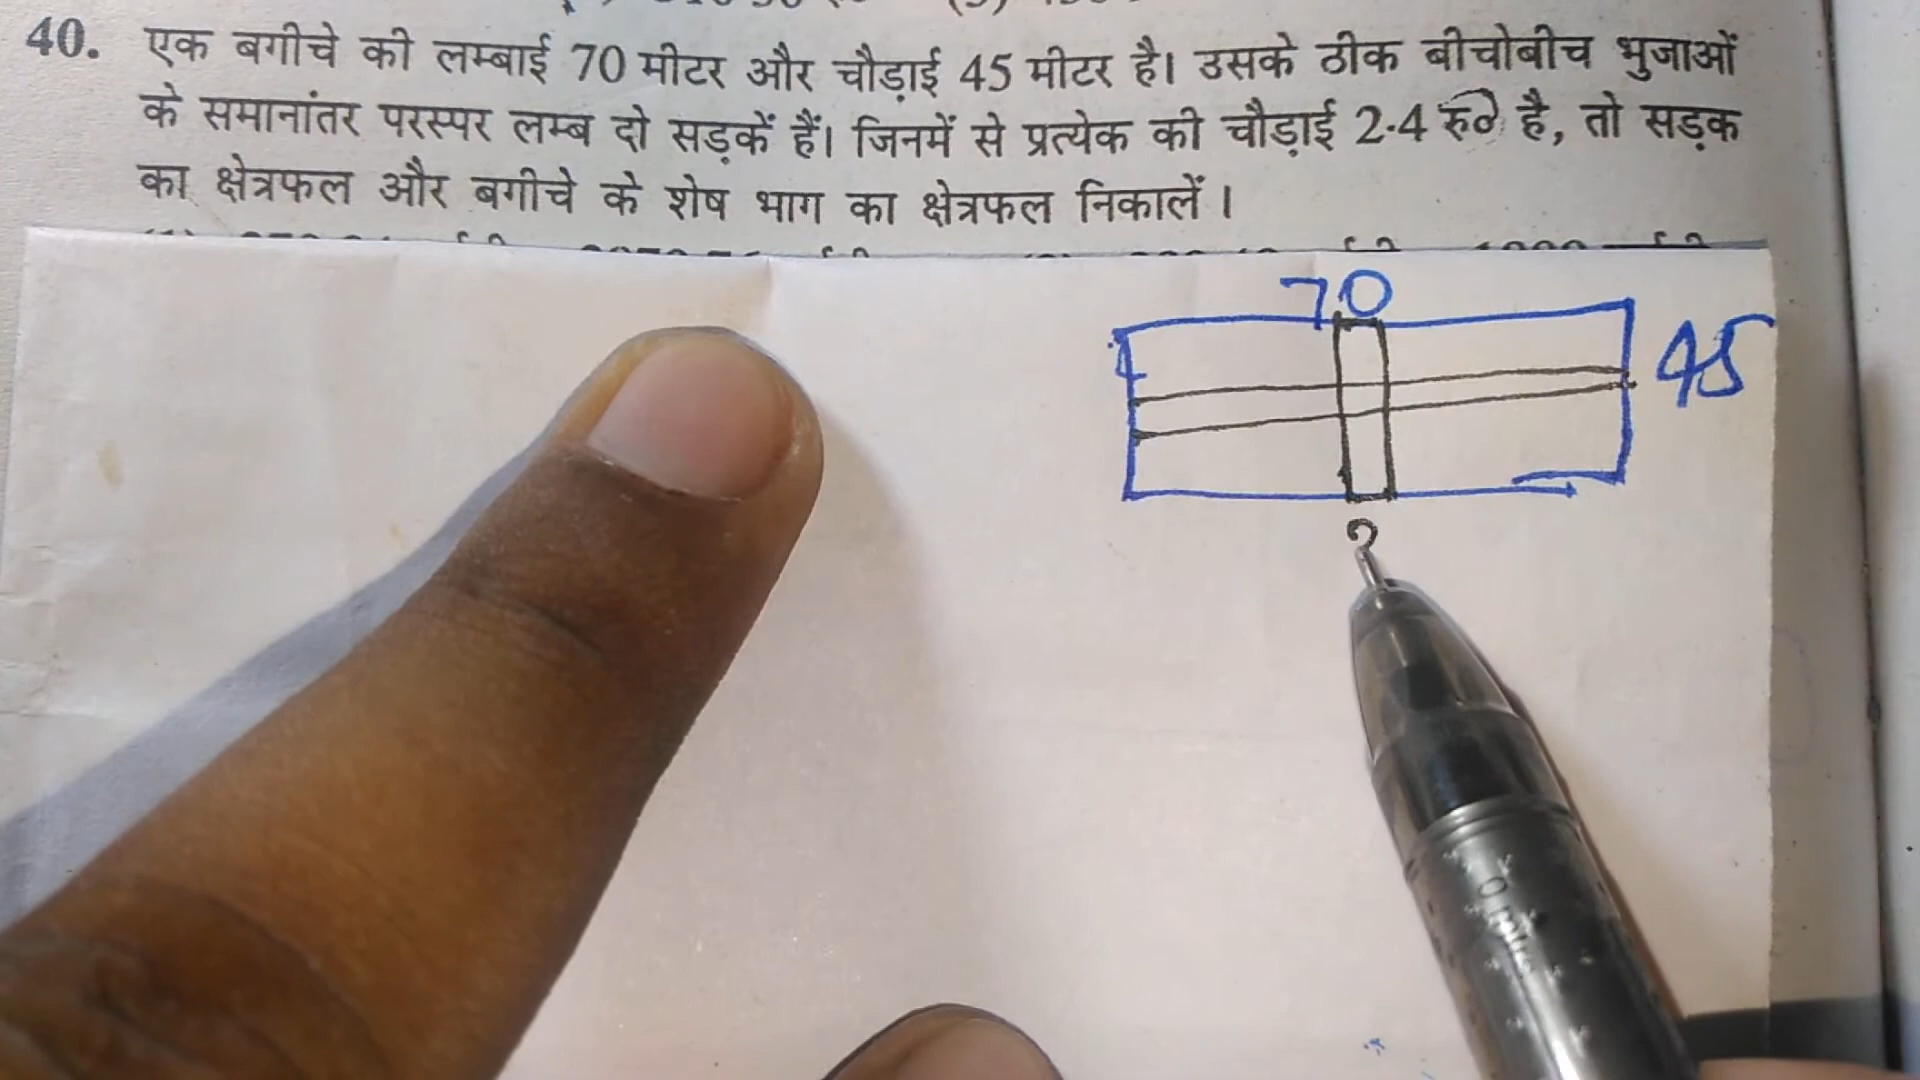 40. एक बगीचे की लम्बाई 70 मीटर और चौड़ाई 45 मीटर है। उसके ठीक बीचोबीच भुजाओं
के समानांतर परस्पर लम्ब दो सड़कें हैं। जिनमें से प्रत्येक की चौड़ाई 2·4 है, तो सड़क
का क्षेत्रफल और बगीचे के शेष भाग का क्षेत्रफल निकालें।
70
45
2